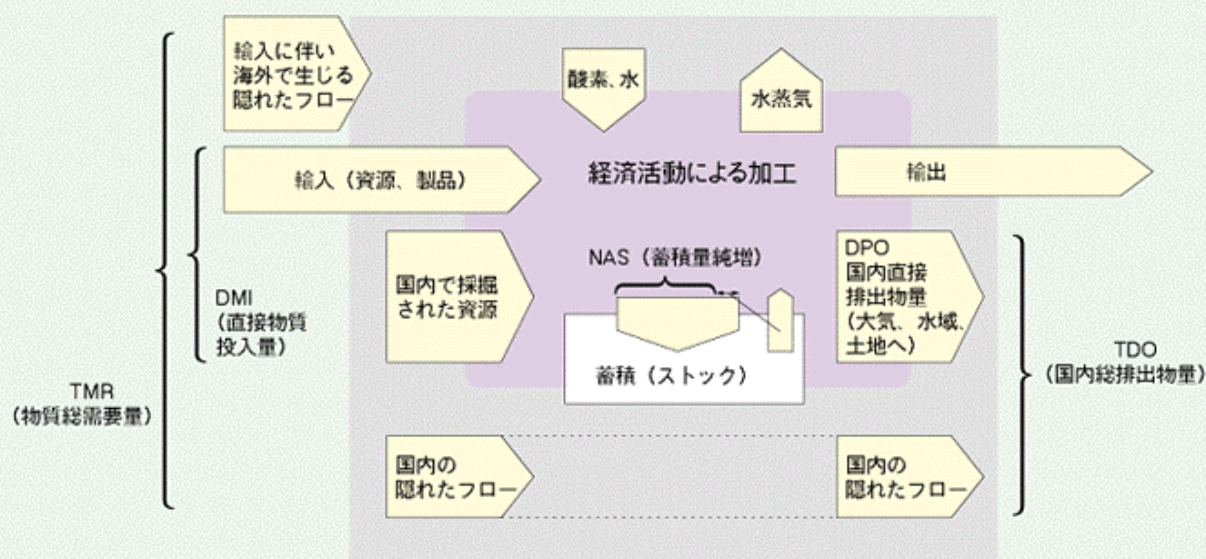 輸入に伴い
海外で生じる
隠れたフロー
酸素、水
水蒸気
輸入（資源、製品）
経済活動による加工
輸出
国内で採掘
された資源
NAS（蓄積量純増）
DPO
国内直接
排出物量
（大気、水域、
土地へ）
DMI
（直接物質
投入量）
蓄積（ストック）
TDO
（国内総排出物量）
TMR
（物質総需要量）
国内の
隠れたフロー
国内の
隠れたフロー